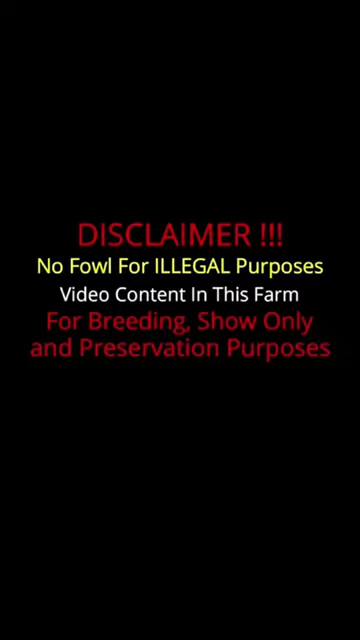 DISCLAIMER !!!
No Fowl For ILLEGAL Purposes
Video Content In This Farm
For Breeding, Show Only
and Preservation Purposes